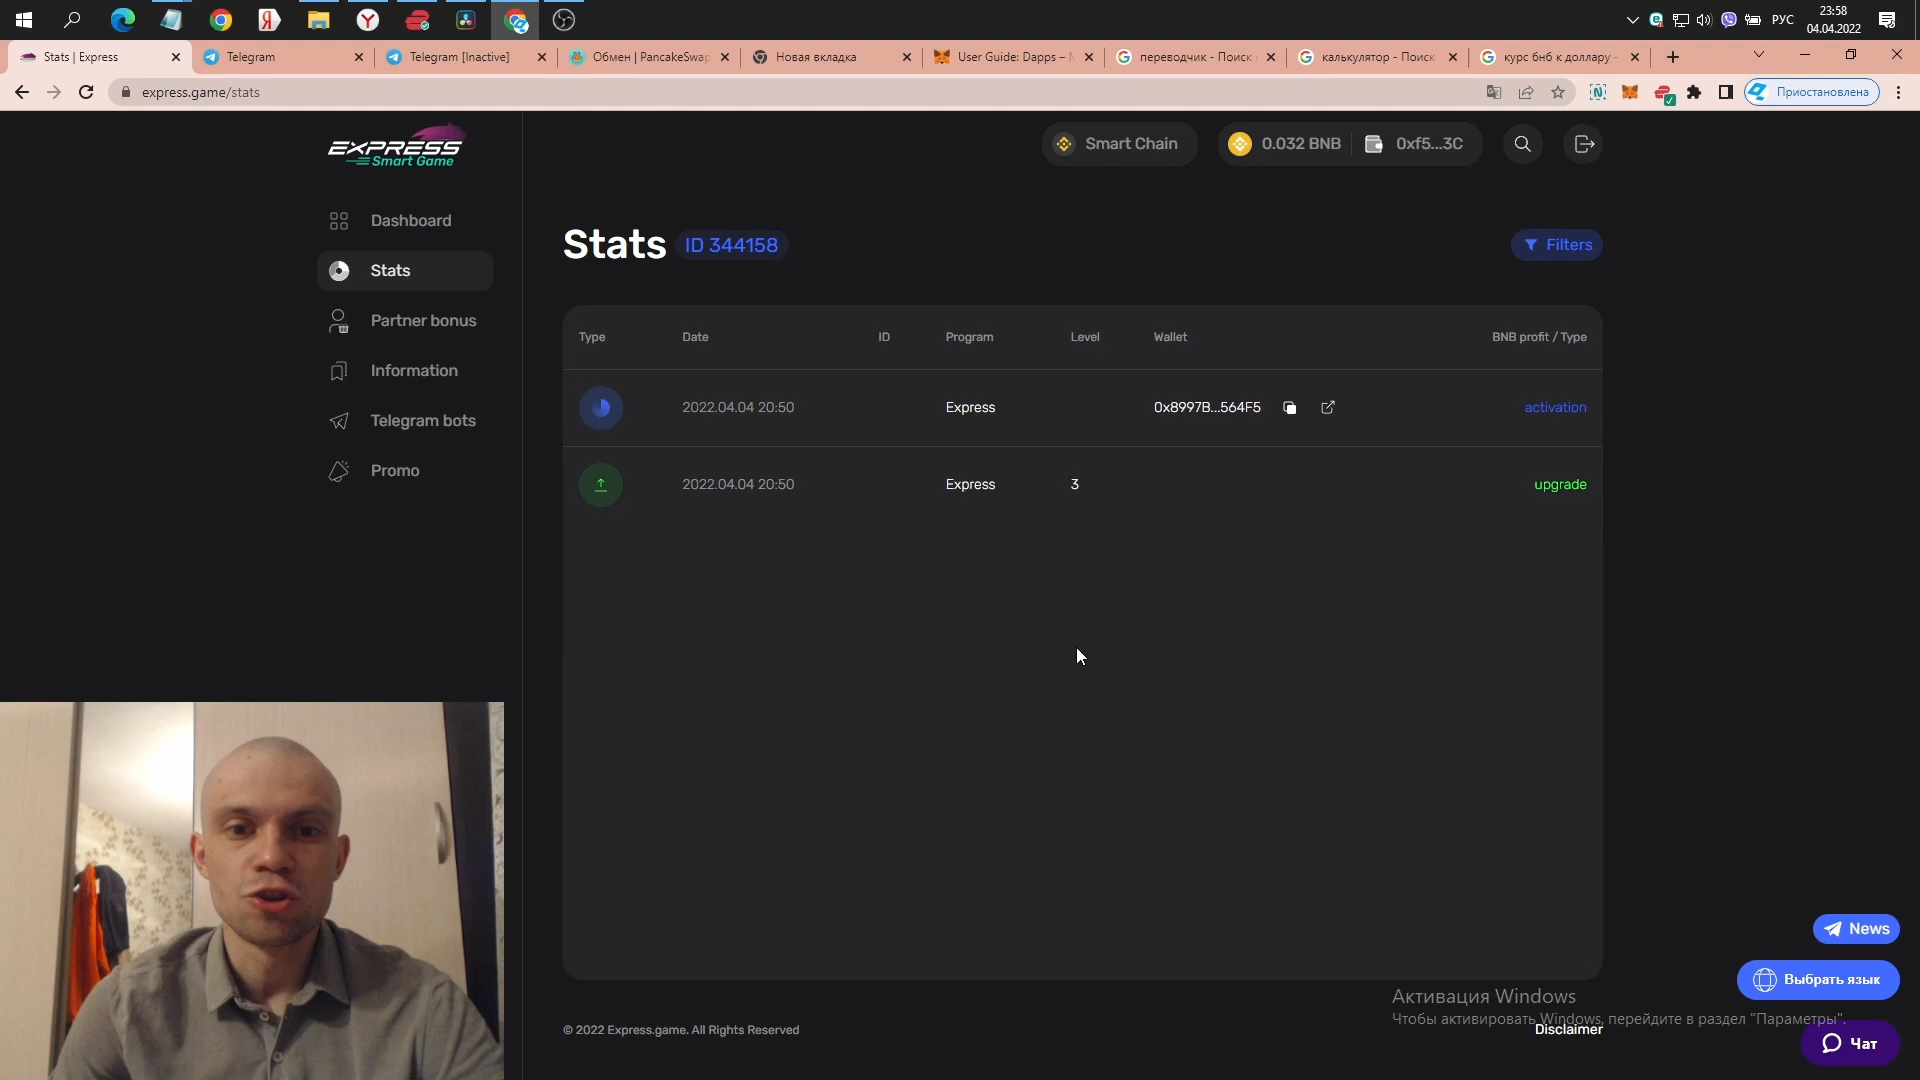 23:58
РУС
04.04.2022
Stats | Express
Telegram
Telegram [Inactive]
Обмен | PancakeSwap
Новая вкладка
User Guide: Dapps –
переводчик - Поиск
калькулятор - Поиск
курс бнб к доллару -
express.game/stats
Приостановлена
EXPRESS
Smart Game
Smart Chain
0.032 BNB
0xf5...3C
Dashboard
Stats
Partner bonus
Information
Telegram bots
Promo
Stats
ID 344158
Filters
Type
Date
ID
Program
Level
Wallet
BNB profit / Type
2022.04.04 20:50
Express
0x8997B...564F5
activation
2022.04.04 20:50
Express
3
upgrade
News
Выбрать язык
Активация Windows
Чтобы активировать Windows, перейдите в раздел "Параметры".
© 2022 Express.game. All Rights Reserved
Disclaimer
Чат